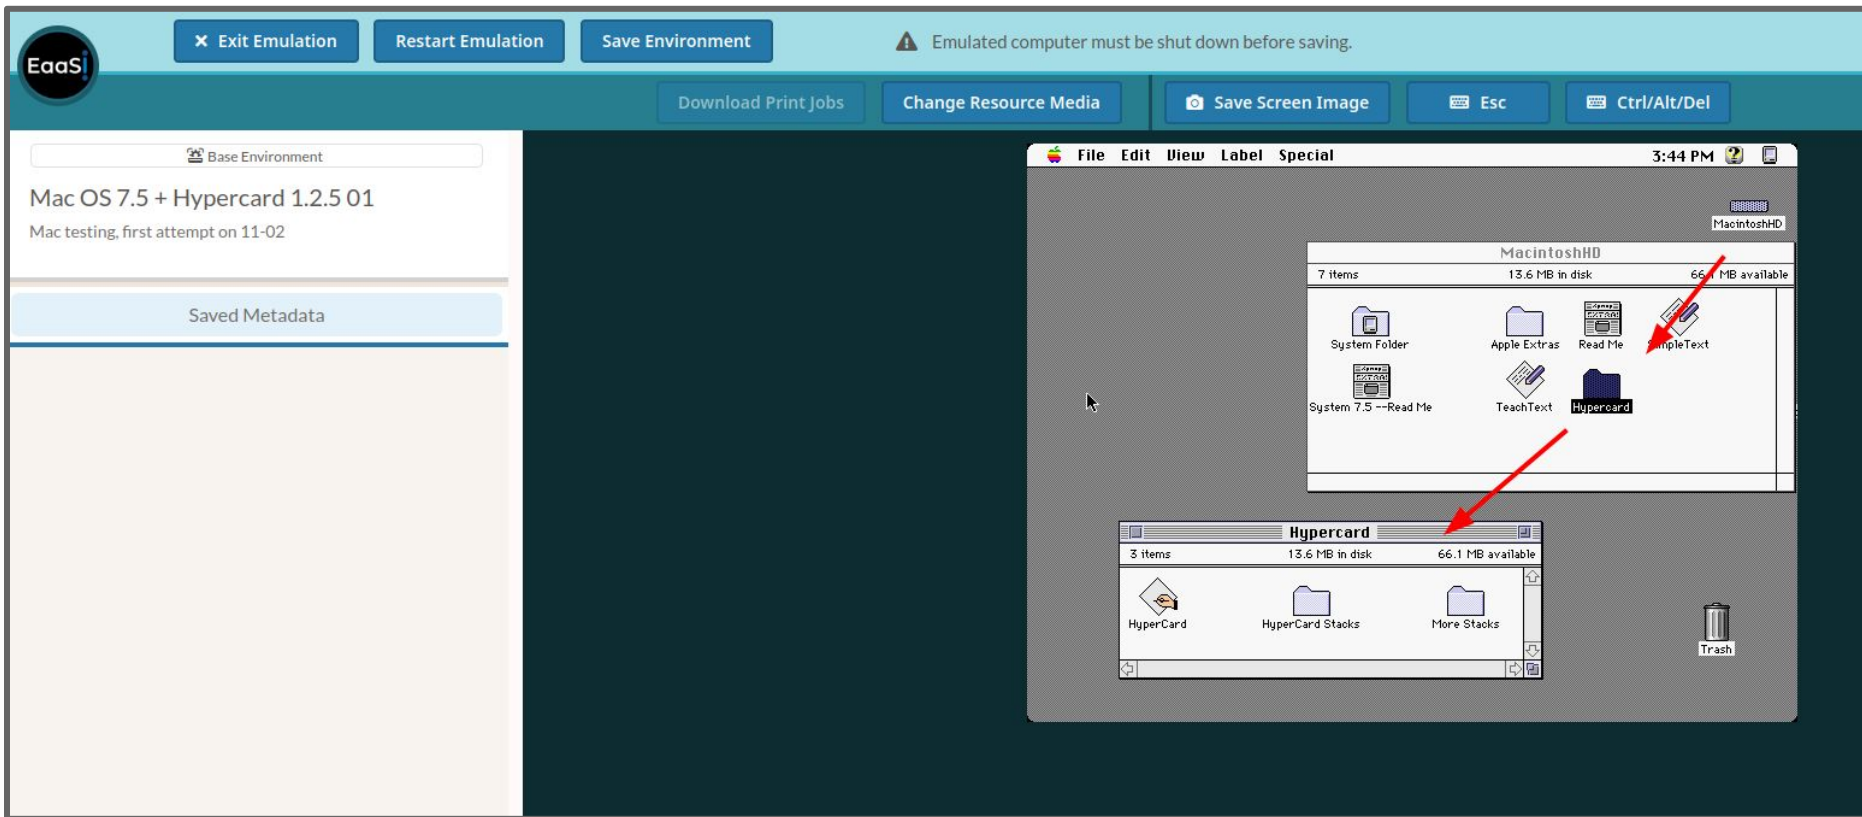 EaaSI
Exit Emulation
Restart Emulation
Save Environment
Emulated computer must be shut down before saving.
Download Print Jobs
Change Resource Media
Save Screen Image
Esc
Ctrl/Alt/Del
Base Environment
Mac OS 7.5 + Hypercard 1.2.5 01
Mac testing, first attempt on 11-02
Saved Metadata
File Edit View Label Special 3:44 PM
MacintoshHD
MacintoshHD
7 items 13.6 MB in disk MB available
System Folder Apple Extras Read Me SimpleText
System 7.5 --Read Me TeachText Hypercard
Hypercard
3 items 13.6 MB in disk 66.1 MB available
HyperCard HyperCard Stacks More Stacks
Trash